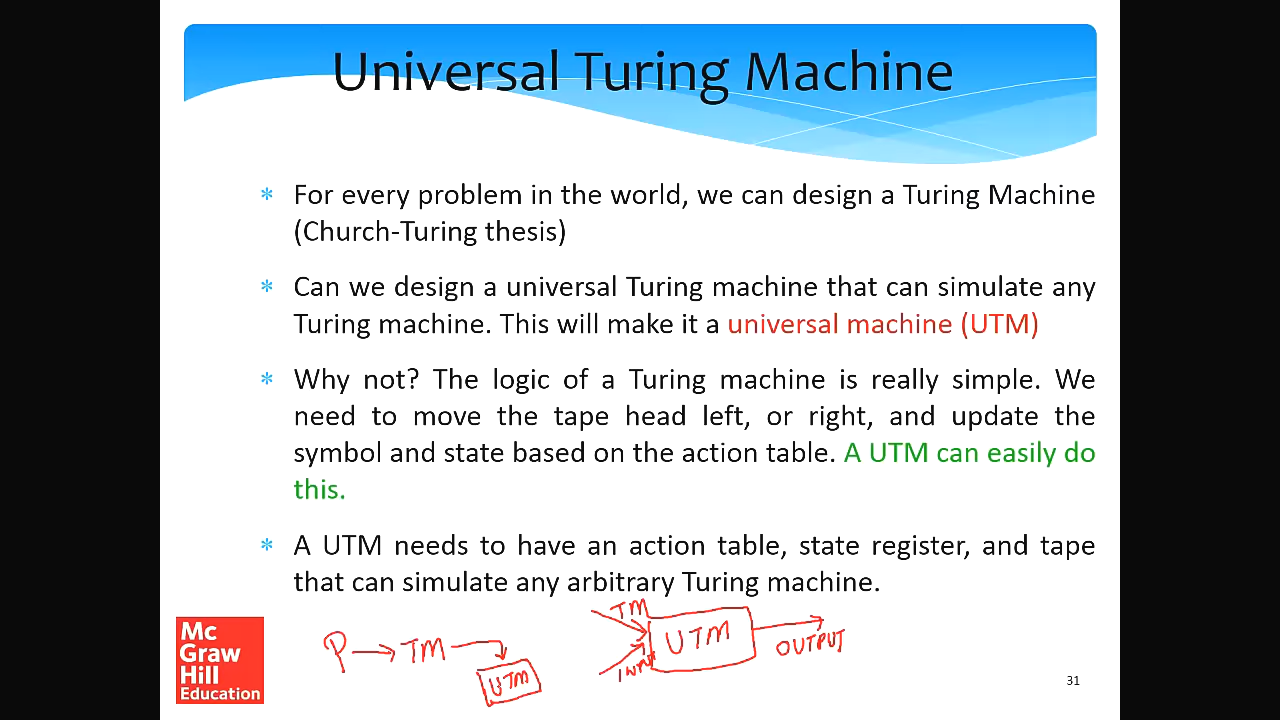 Universal Turing Machine
* For every problem in the world, we can design a Turing Machine
(Church-Turing thesis)
* Can we design a universal Turing machine that can simulate any
Turing machine. This will make it a universal machine (UTM)
* Why not? The logic of a Turing machine is really simple. We
need to move the tape head left, or right, and update the
symbol and state based on the action table. A UTM can easily do
this.
* A UTM needs to have an action table, state register, and tape
that can simulate any arbitrary Turing machine.
P → TM
UTM
TM
INPUT
UTM
OUTPUT
Mc
Graw
Hill
Education
31